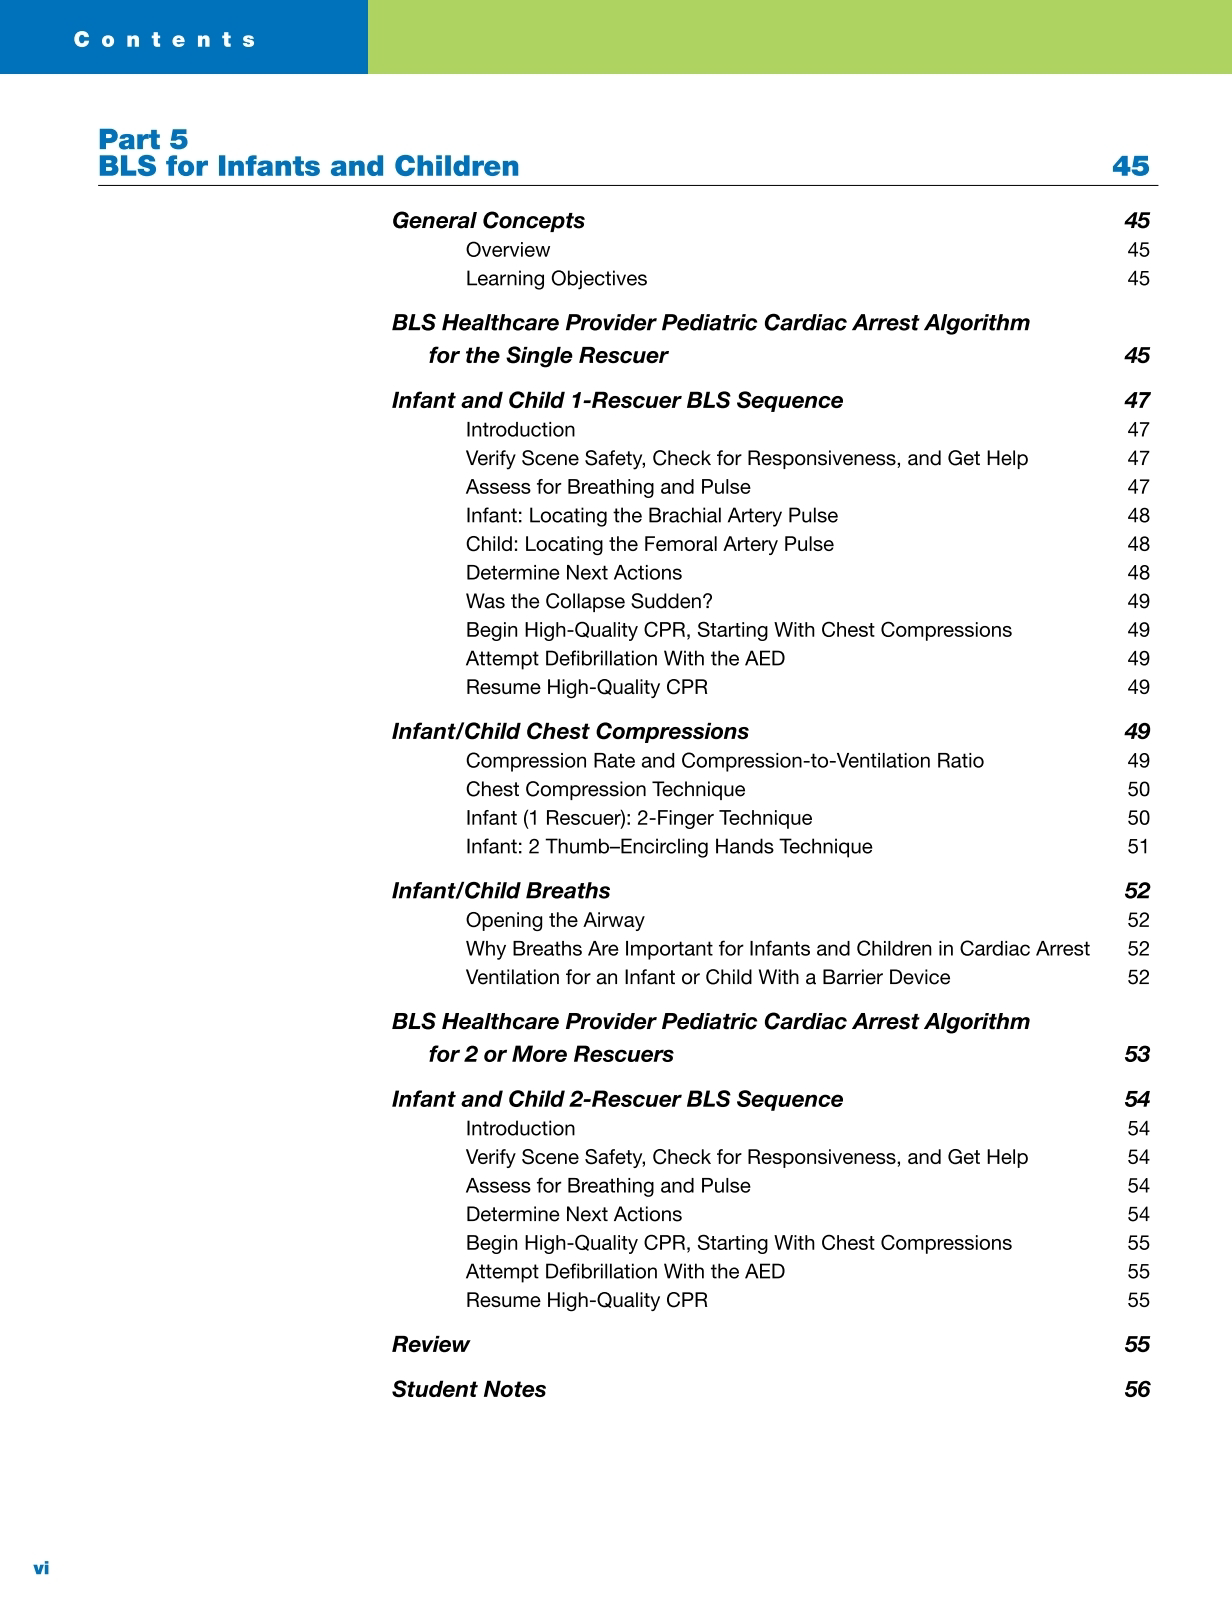 Contents
Part 5
BLS for Infants and Children 45
General Concepts 45
Overview 45
Learning Objectives 45
BLS Healthcare Provider Pediatric Cardiac Arrest Algorithm
for the Single Rescuer 45
Infant and Child 1-Rescuer BLS Sequence 47
Introduction 47
Verify Scene Safety, Check for Responsiveness, and Get Help 47
Assess for Breathing and Pulse 47
Infant: Locating the Brachial Artery Pulse 48
Child: Locating the Femoral Artery Pulse 48
Determine Next Actions 48
Was the Collapse Sudden? 49
Begin High-Quality CPR, Starting With Chest Compressions 49
Attempt Defibrillation With the AED 49
Resume High-Quality CPR 49
Infant/Child Chest Compressions 49
Compression Rate and Compression-to-Ventilation Ratio 49
Chest Compression Technique 50
Infant (1 Rescuer): 2-Finger Technique 50
Infant: 2 Thumb–Encircling Hands Technique 51
Infant/Child Breaths 52
Opening the Airway 52
Why Breaths Are Important for Infants and Children in Cardiac Arrest 52
Ventilation for an Infant or Child With a Barrier Device 52
BLS Healthcare Provider Pediatric Cardiac Arrest Algorithm
for 2 or More Rescuers 53
Infant and Child 2-Rescuer BLS Sequence 54
Introduction 54
Verify Scene Safety, Check for Responsiveness, and Get Help 54
Assess for Breathing and Pulse 54
Determine Next Actions 54
Begin High-Quality CPR, Starting With Chest Compressions 55
Attempt Defibrillation With the AED 55
Resume High-Quality CPR 55
Review 55
Student Notes 56
vi